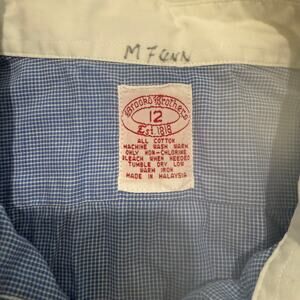 M FENN
Brooks Brothers
12
Est. 1818
ALL COTTON
MACHINE WASH WARM
ONLY NON-CHLORINE
BLEACH WHEN NEEDED
TUMBLE DRY LOW
WARM IRON
MADE IN MALAYSIA